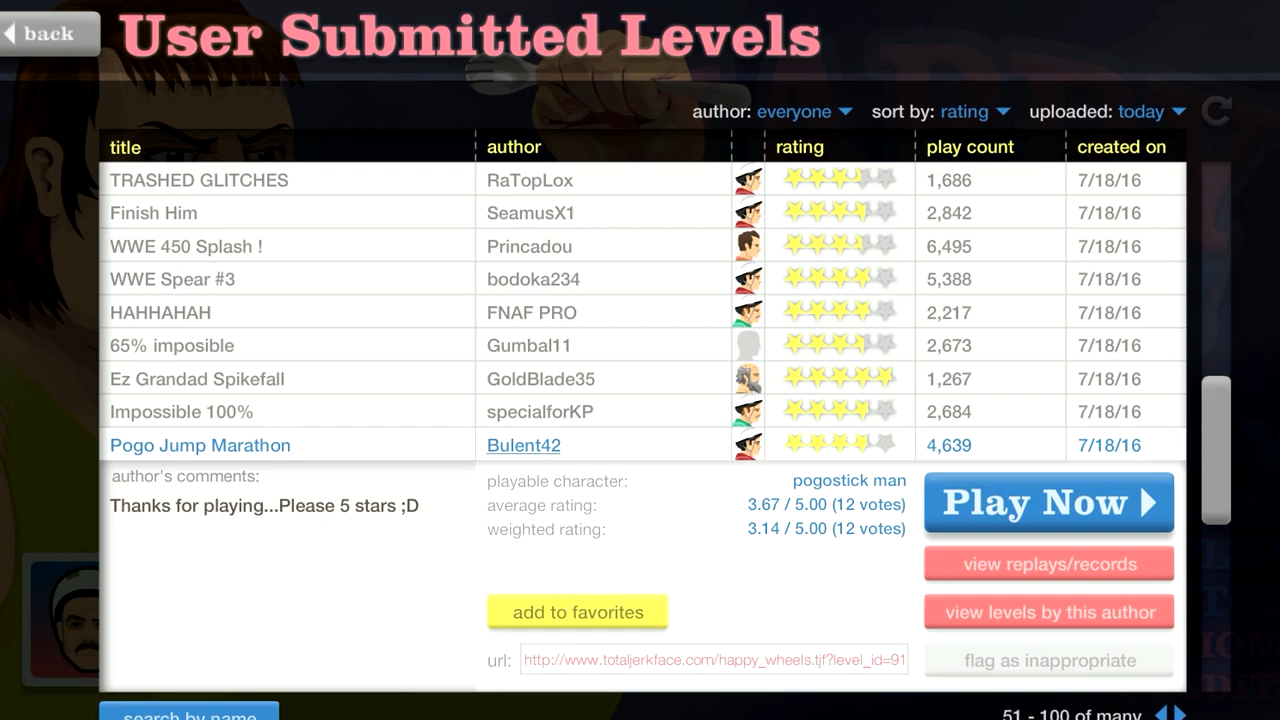 back
User Submitted Levels
author: everyone sort by: rating uploaded: today
title author rating play count created on
TRASHED GLITCHES RaTopLox 1,686 7/18/16
Finish Him SeamusX1 2,842 7/18/16
WWE 450 Splash ! Princadou 6,495 7/18/16
WWE Spear #3 bodoka234 5,388 7/18/16
HAHHAHAH FNAF PRO 2,217 7/18/16
65% imposible Gumbal11 2,673 7/18/16
Ez Grandad Spikefall GoldBlade35 1,267 7/18/16
Impossible 100% specialforKP 2,684 7/18/16
Pogo Jump Marathon Bulent42 4,639 7/18/16
author's comments:
Thanks for playing...Please 5 stars ;D
playable character: pogostick man
average rating: 3.67 / 5.00 (12 votes)
weighted rating: 3.14 / 5.00 (12 votes)
Play Now
view replays/records
add to favorites
view levels by this author
url: http://www.totaljerkface.com/happy_wheels.tjf?level_id=91
flag as inappropriate
search by name
51 - 100 of many